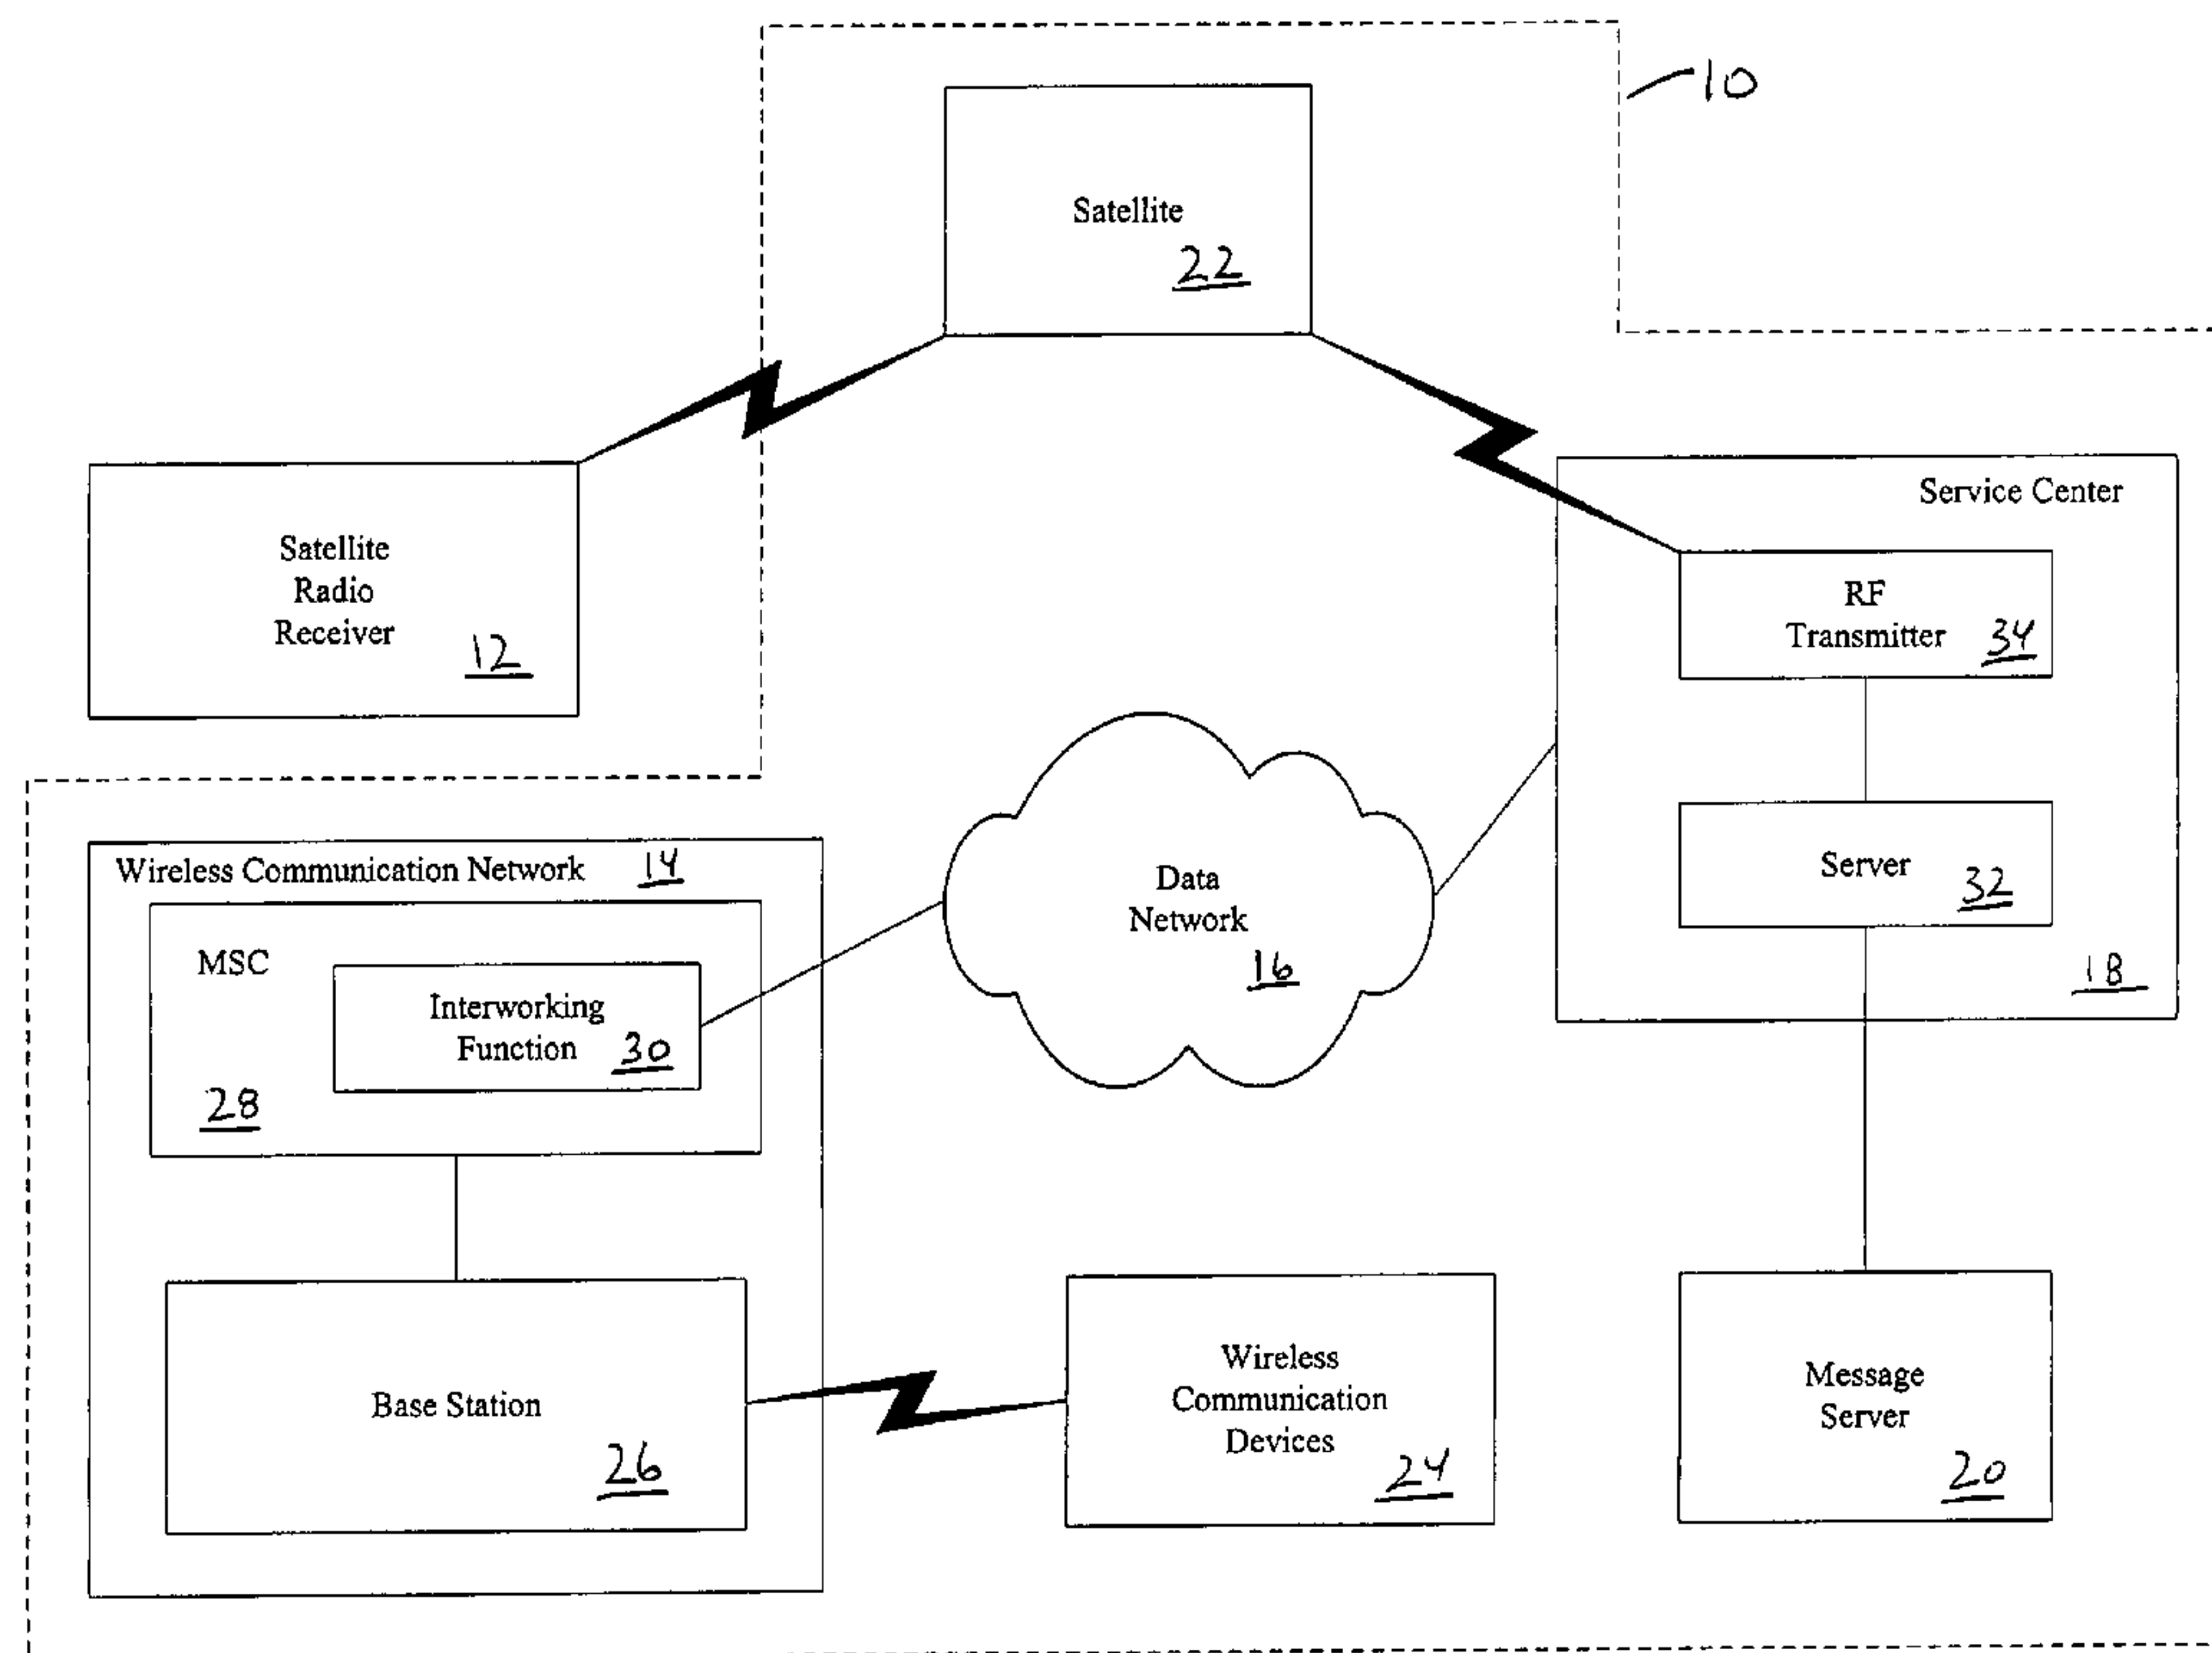 10
Satellite
22
Satellite
Radio
Receiver
12
Service Center
RF
Transmitter
34
Server
32
18
Data
Network
16
Wireless Communication Network 14
MSC
28
Interworking
Function
30
Base Station
26
Wireless
Communication
Devices
24
Message
Server
20